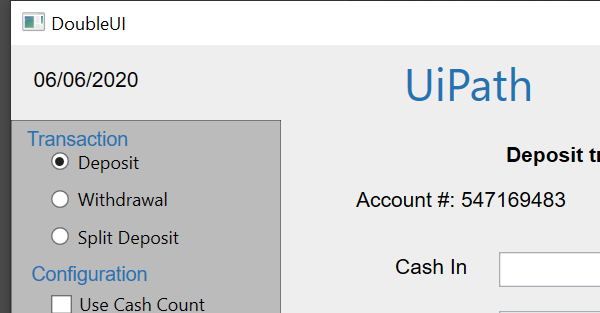 DoubleUI
06/06/2020
UiPath
Transaction
Deposit
Withdrawal
Split Deposit
Configuration
Use Cash Count
Deposit
Account #: 547169483
Cash In